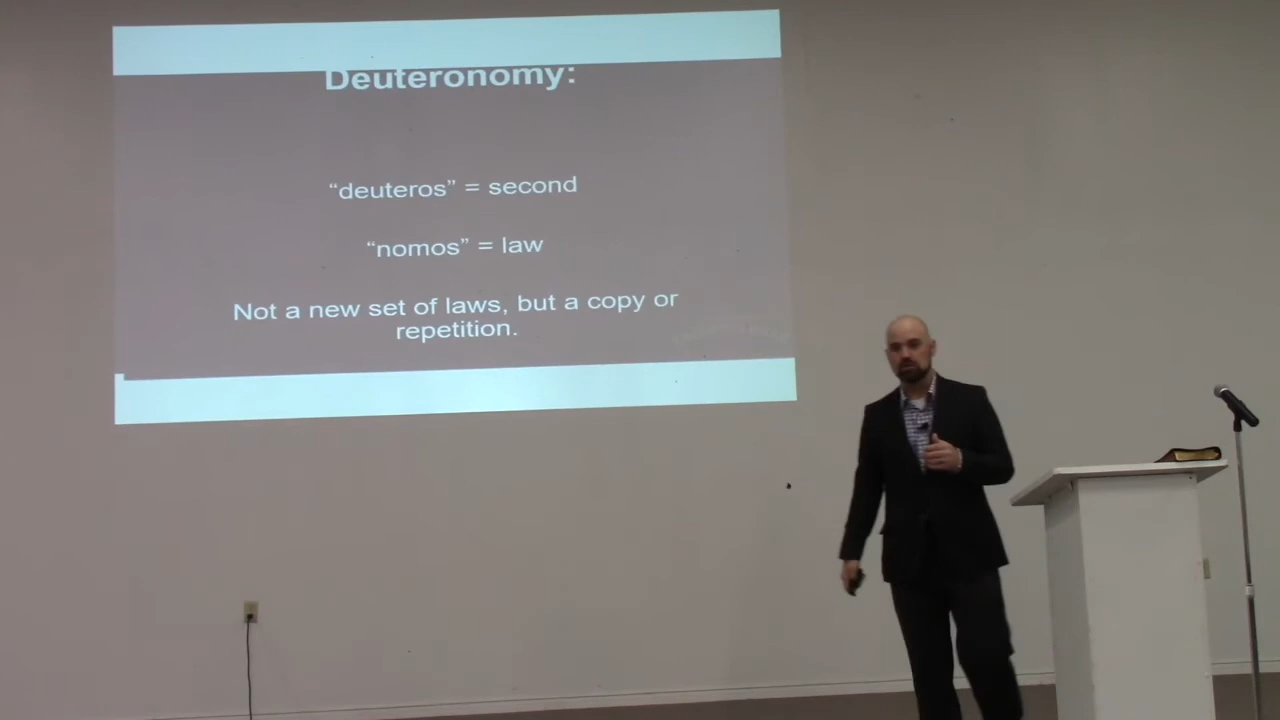 Deuteronomy:
“deuteros” = second
“nomos” = law
Not a new set of laws, but a copy or
repetition.